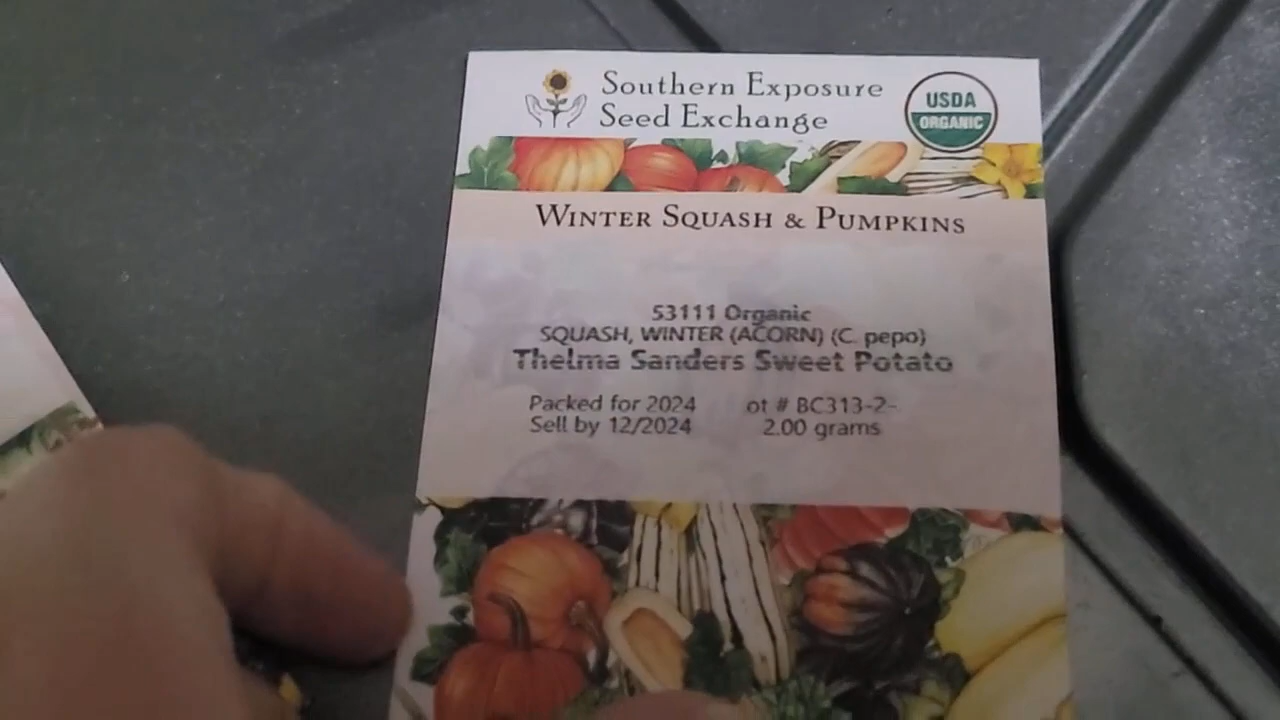 Southern Exposure
Seed Exchange
USDA
ORGANIC
WINTER SQUASH & PUMPKINS
53111 Organic
SQUASH, WINTER (ACORN) (C. pepo)
Thelma Sanders Sweet Potato
Packed for 2024 ot # BC313-2-
Sell by 12/2024 2.00 grams